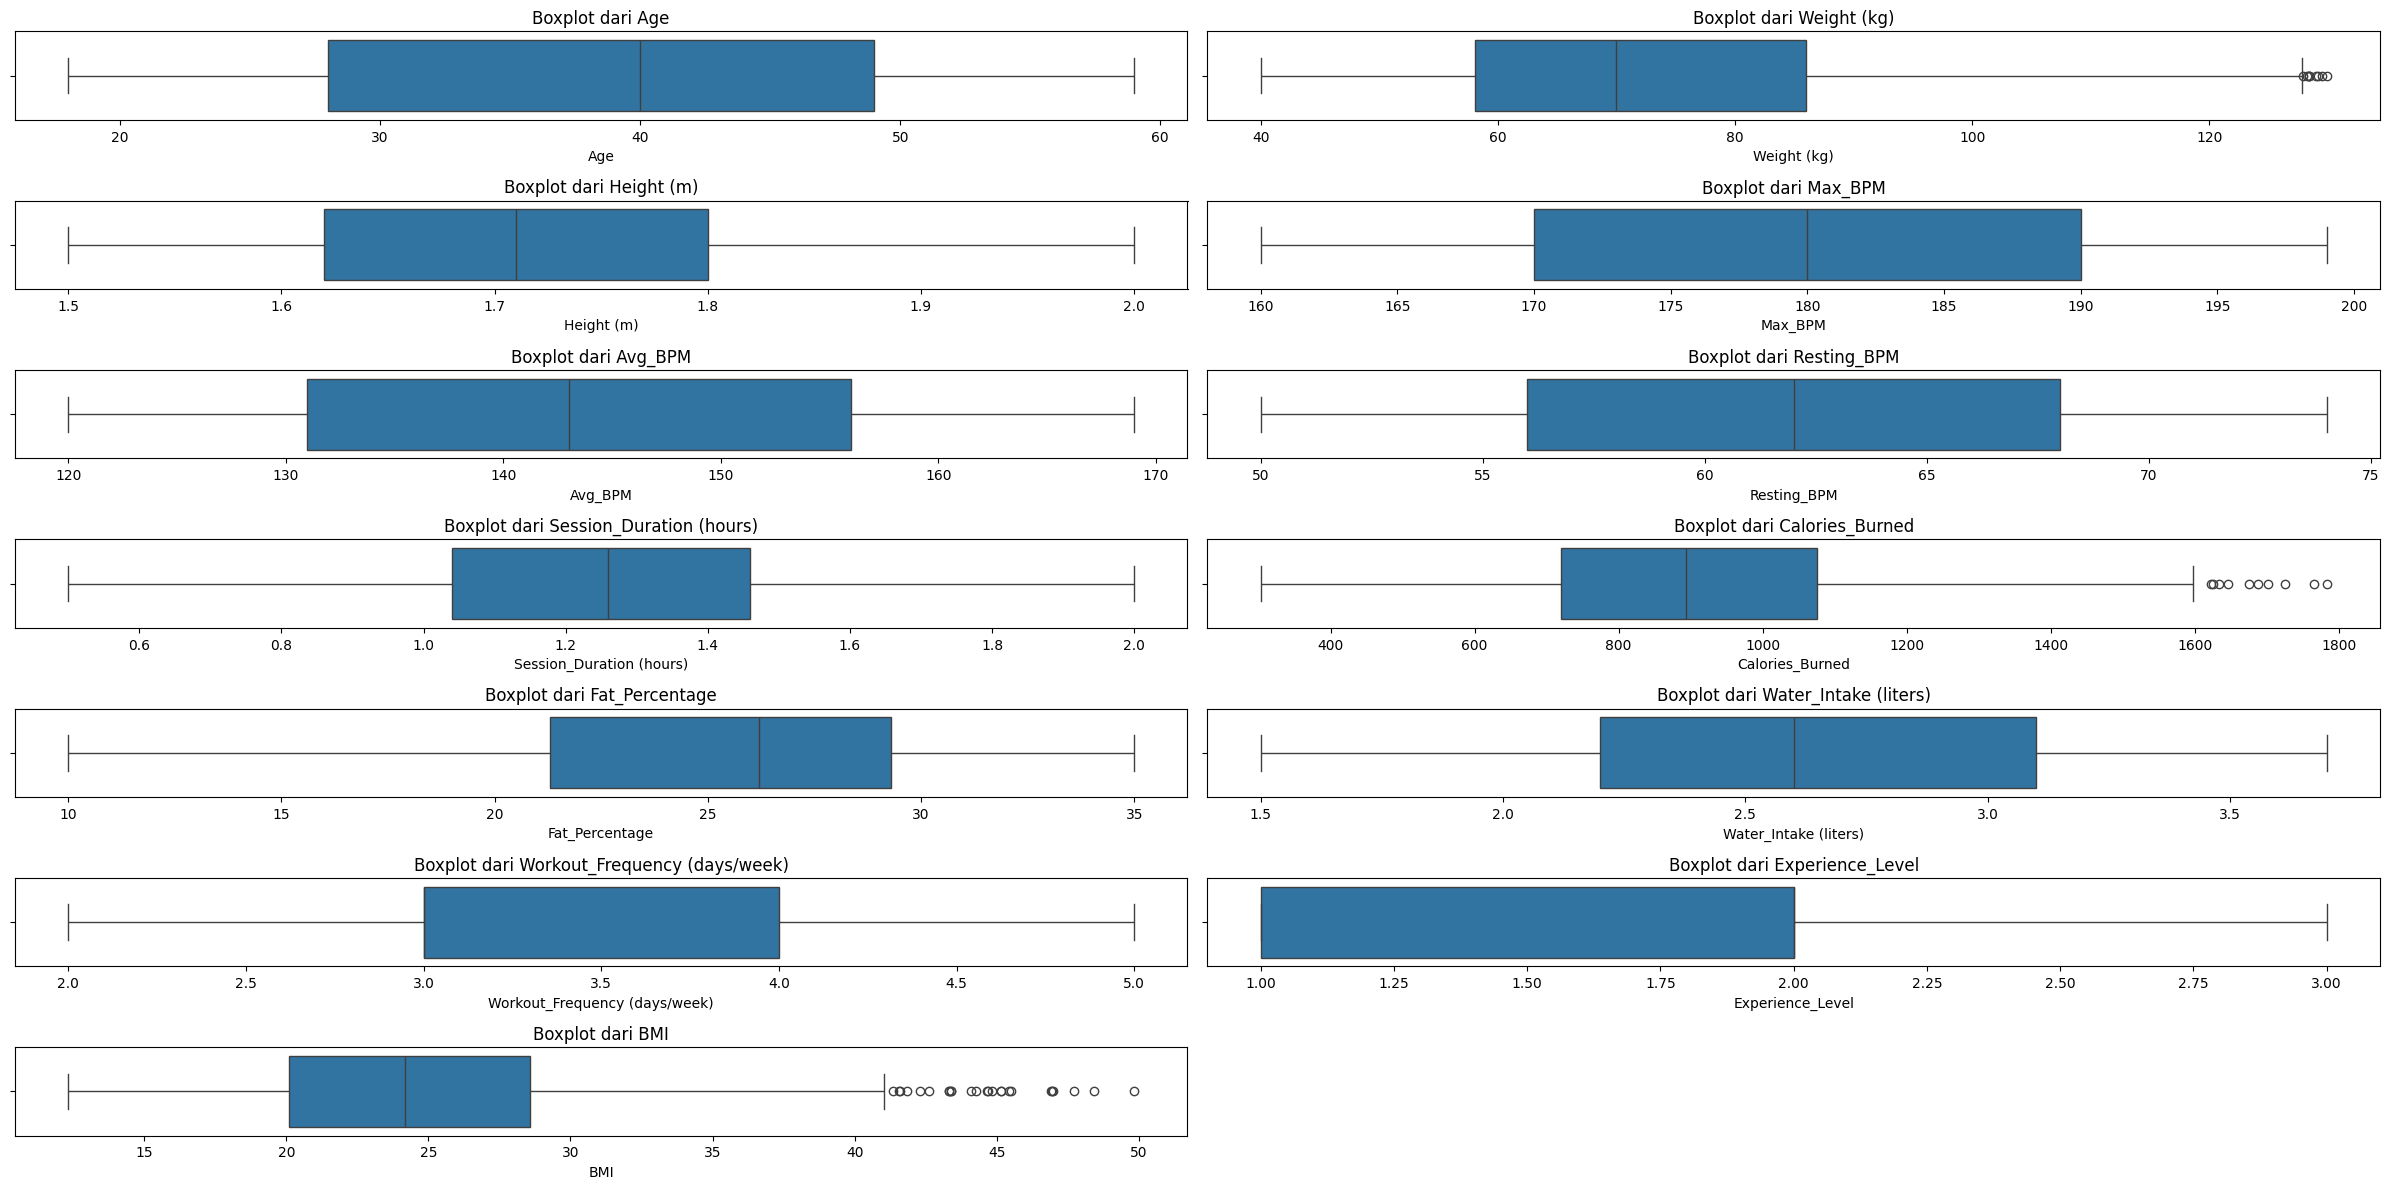 Boxplot dari Age
20 30 40 50 60
Age
Boxplot dari Weight (kg)
40 60 80 100 120
Weight (kg)
Boxplot dari Height (m)
1.5 1.6 1.7 1.8 1.9 2.0
Height (m)
Boxplot dari Max_BPM
160 165 170 175 180 185 190 195 200
Max_BPM
Boxplot dari Avg_BPM
120 130 140 150 160 170
Avg_BPM
Boxplot dari Resting_BPM
50 55 60 65 70 75
Resting_BPM
Boxplot dari Session_Duration (hours)
0.6 0.8 1.0 1.2 1.4 1.6 1.8 2.0
Session_Duration (hours)
Boxplot dari Calories_Burned
400 600 800 1000 1200 1400 1600 1800
Calories_Burned
Boxplot dari Fat_Percentage
10 15 20 25 30 35
Fat_Percentage
Boxplot dari Water_Intake (liters)
1.5 2.0 2.5 3.0 3.5
Water_Intake (liters)
Boxplot dari Workout_Frequency (days/week)
2.0 2.5 3.0 3.5 4.0 4.5 5.0
Workout_Frequency (days/week)
Boxplot dari Experience_Level
1.00 1.25 1.50 1.75 2.00 2.25 2.50 2.75 3.00
Experience_Level
Boxplot dari BMI
15 20 25 30 35 40 45 50
BMI